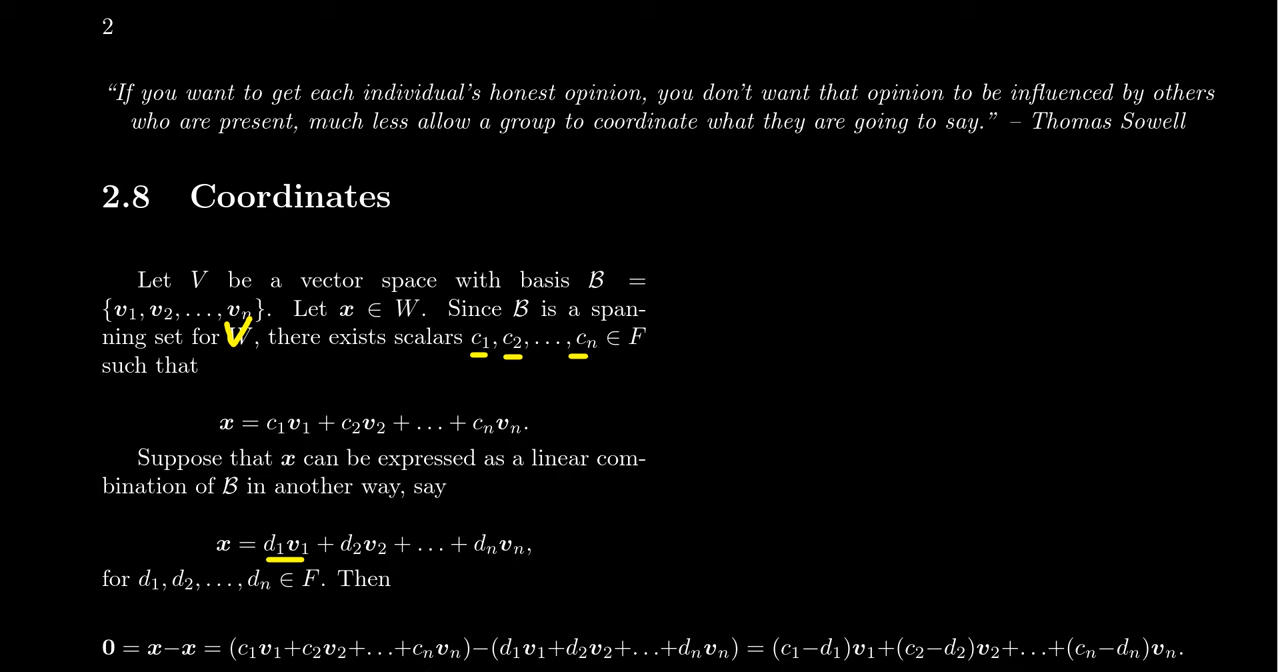 2
“If you want to get each individual’s honest opinion, you don’t want that opinion to be influenced by others
who are present, much less allow a group to coordinate what they are going to say.” – Thomas Sowell
2.8 Coordinates
Let V be a vector space with basis ℬ =
{v₁, v₂, . . . , vₙ}. Let x ∈ W. Since ℬ is a span-
ning set for V, there exists scalars c₁, c₂, . . . , cₙ ∈ F
such that
x = c₁v₁ + c₂v₂ + . . . + cₙvₙ.
Suppose that x can be expressed as a linear com-
bination of ℬ in another way, say
x = d₁v₁ + d₂v₂ + . . . + dₙvₙ,
for d₁, d₂, . . . , dₙ ∈ F. Then
0 = x−x = (c₁v₁+c₂v₂+. . .+cₙvₙ)−(d₁v₁+d₂v₂+. . .+dₙvₙ) = (c₁−d₁)v₁+(c₂−d₂)v₂+. . .+(cₙ−dₙ)vₙ.